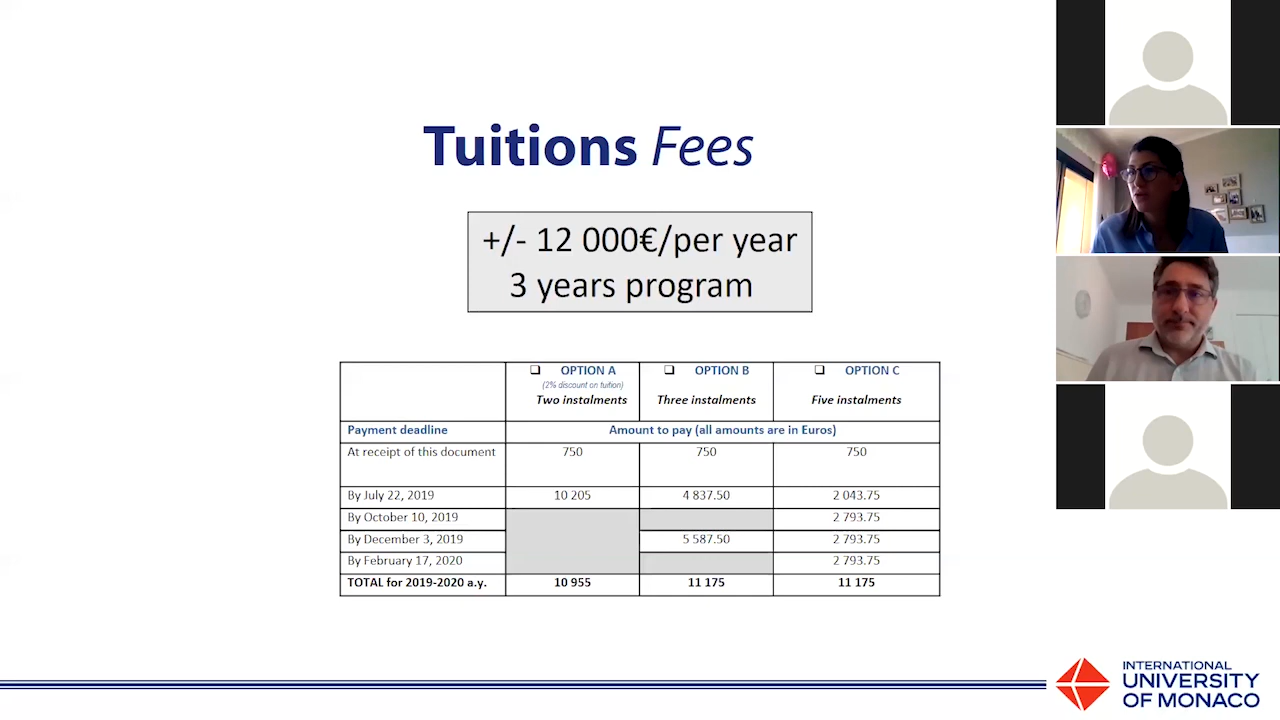 Tuitions Fees
+/- 12 000€/per year
3 years program
❑ OPTION A ❑ OPTION B ❑ OPTION C
(2% discount on tuition)
Two instalments Three instalments Five instalments
Payment deadline Amount to pay (all amounts are in Euros)
At receipt of this document 750 750 750
By July 22, 2019 10 205 4 837.50 2 043.75
By October 10, 2019 2 793.75
By December 3, 2019 5 587.50 2 793.75
By February 17, 2020 2 793.75
TOTAL for 2019-2020 a.y. 10 955 11 175 11 175
INTERNATIONAL
UNIVERSITY
OF MONACO